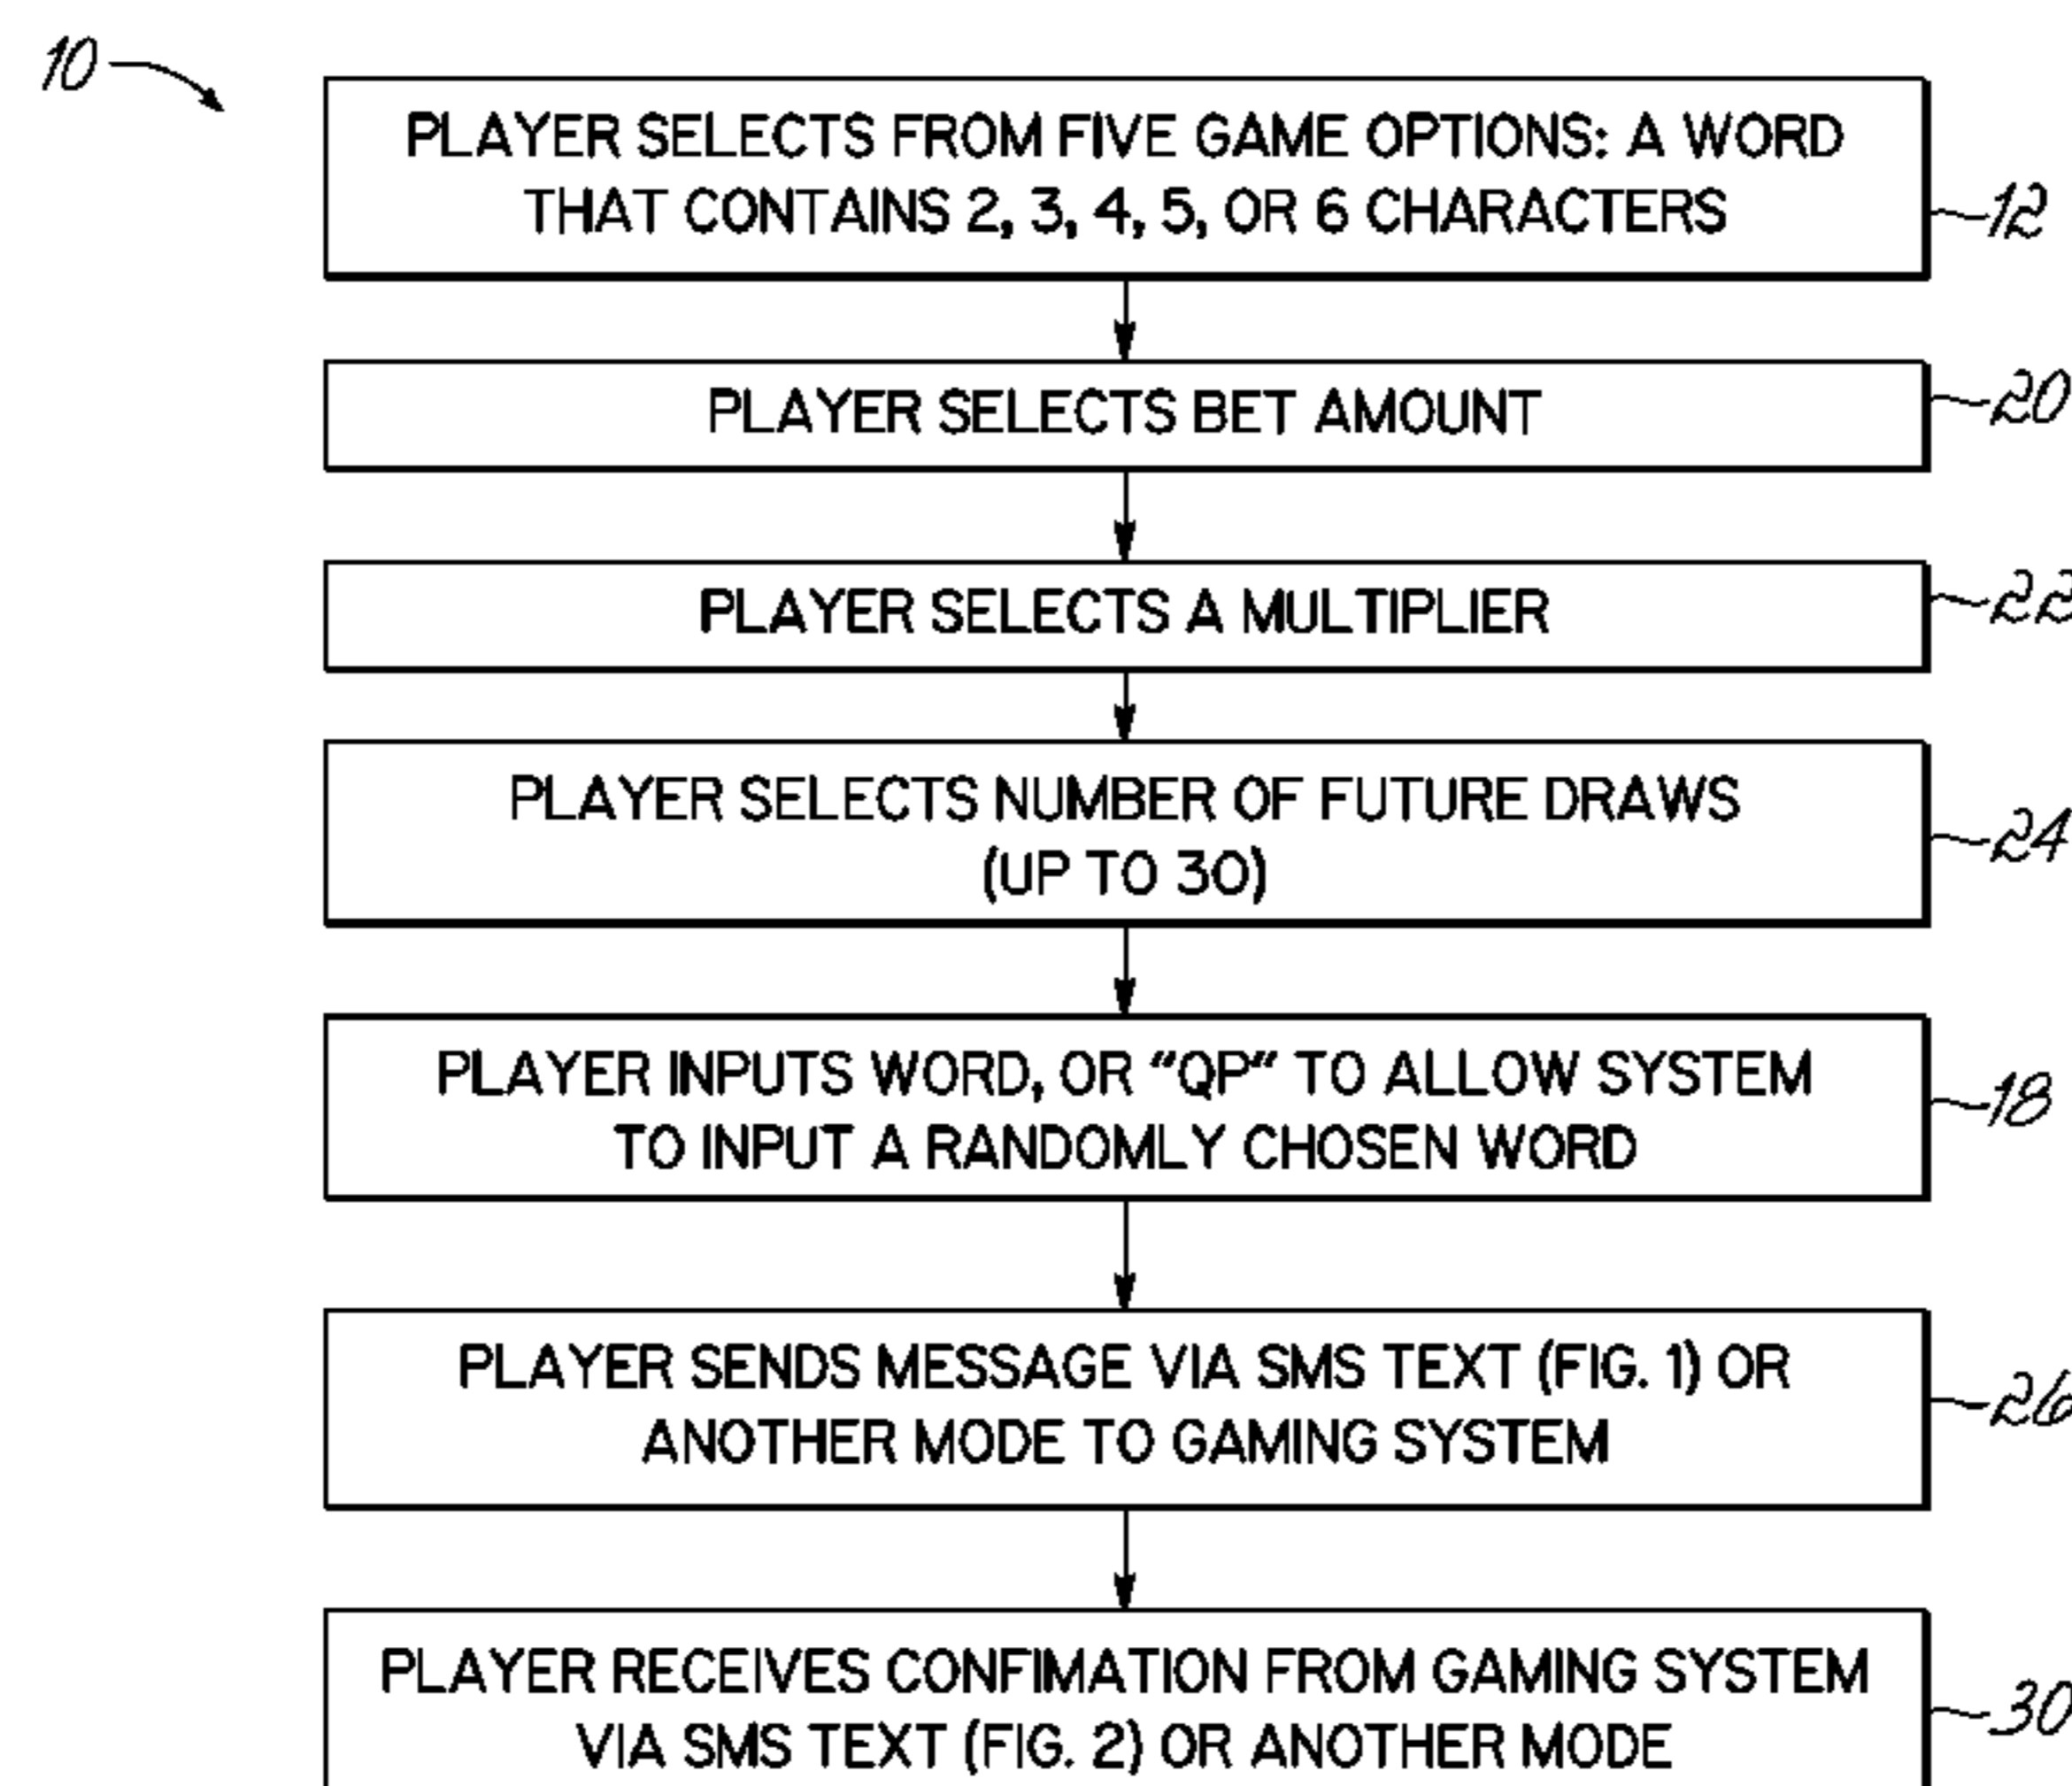 10
PLAYER SELECTS FROM FIVE GAME OPTIONS: A WORD
THAT CONTAINS 2, 3, 4, 5, OR 6 CHARACTERS
12
PLAYER SELECTS BET AMOUNT
20
PLAYER SELECTS A MULTIPLIER
22
PLAYER SELECTS NUMBER OF FUTURE DRAWS
(UP TO 30)
24
PLAYER INPUTS WORD, OR "QP" TO ALLOW SYSTEM
TO INPUT A RANDOMLY CHOSEN WORD
18
PLAYER SENDS MESSAGE VIA SMS TEXT (FIG. 1) OR
ANOTHER MODE TO GAMING SYSTEM
26
PLAYER RECEIVES CONFIMATION FROM GAMING SYSTEM
VIA SMS TEXT (FIG. 2) OR ANOTHER MODE
30